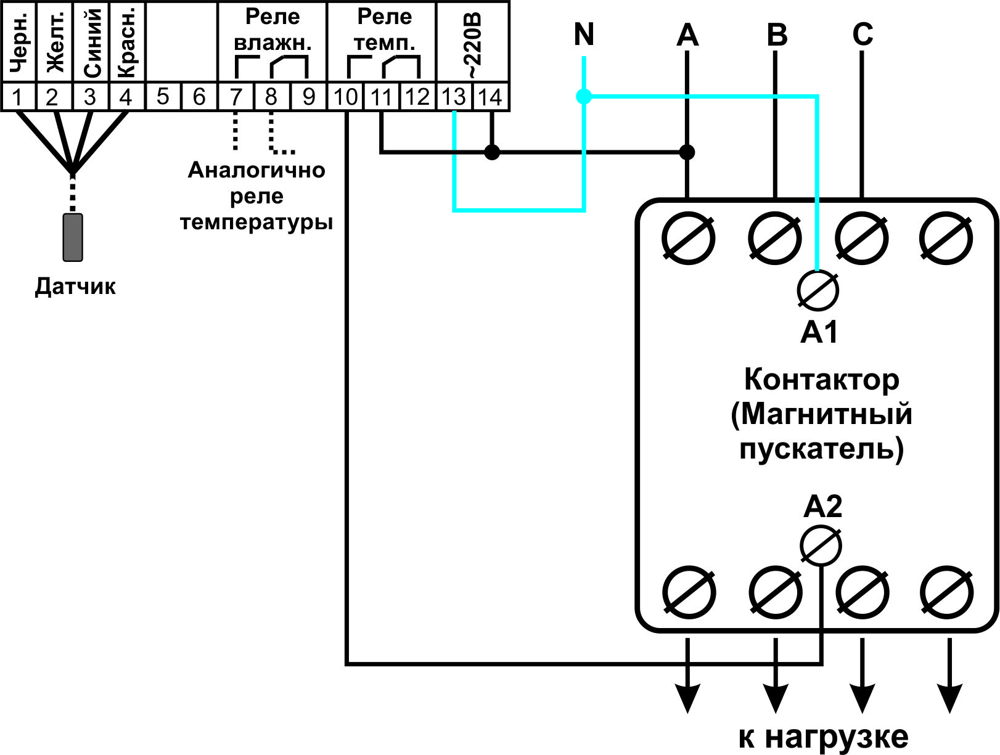 Черн.
Желт.
Синий
Красн.
Реле
влажн.
Реле
темп.
~220В
1 2 3 4 5 6 7 8 9 10 11 12 13 14
N A B C
Аналогично
реле
температуры
Датчик
A1
Контактор
(Магнитный
пускатель)
A2
к нагрузке